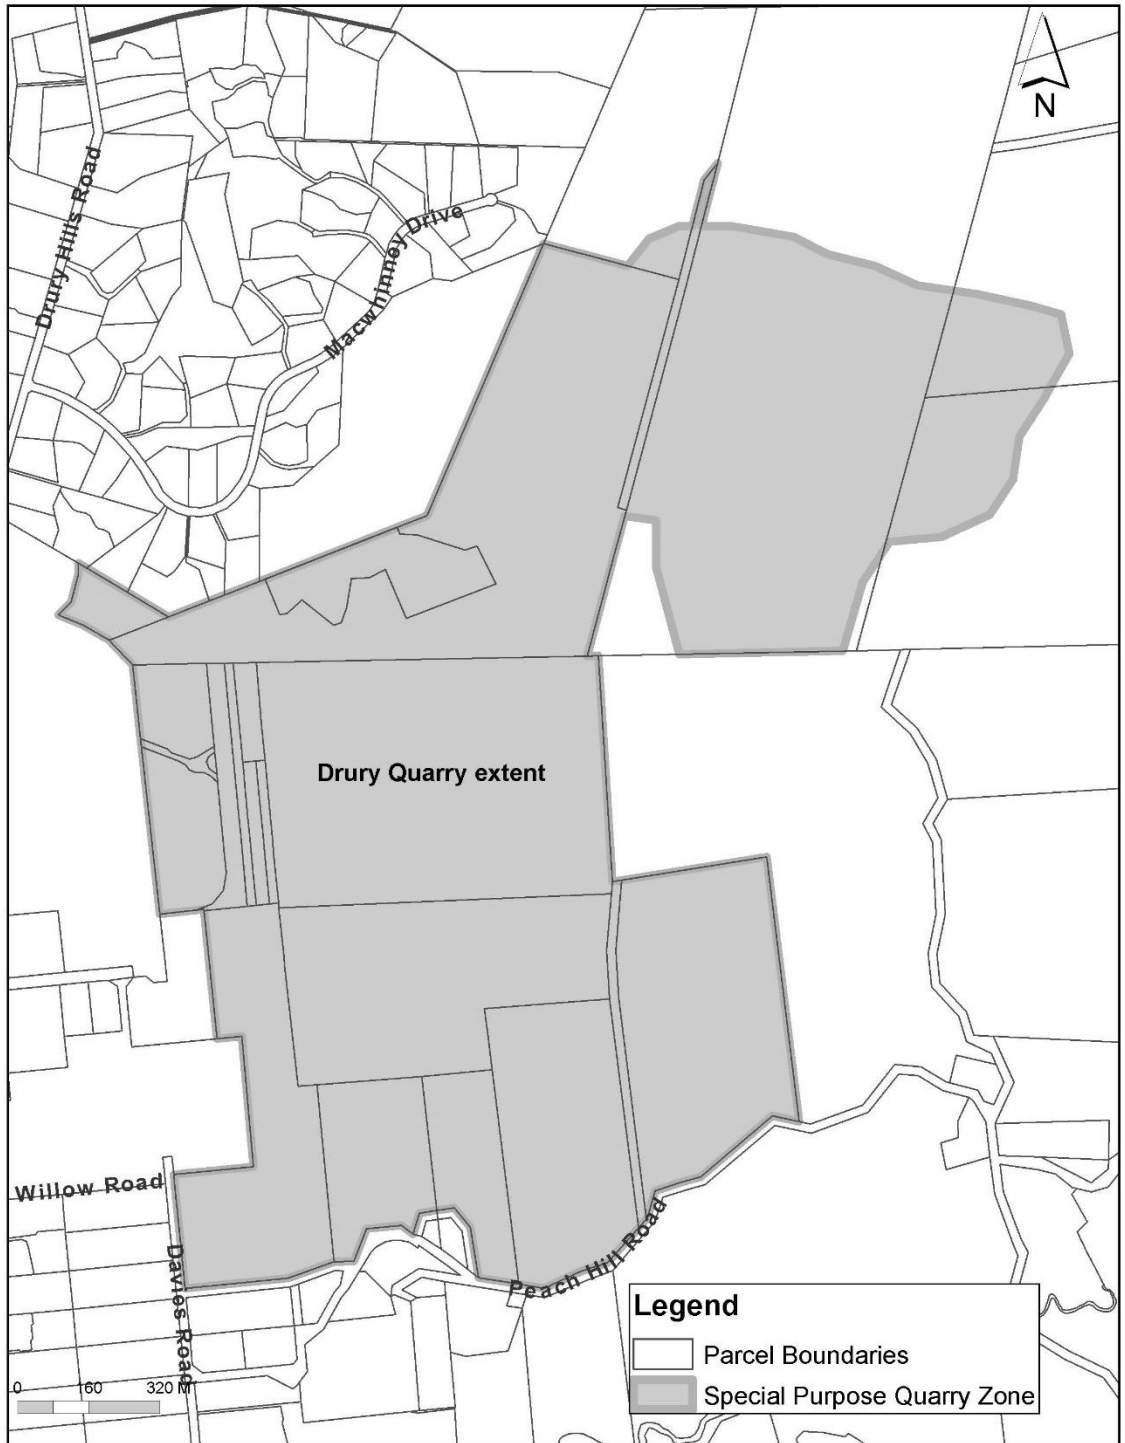 N
Drury Hills Road
Macwhinney Drive
Drury Quarry extent
Willow Road
Davies Road
Peach Hill Road
Legend
Parcel Boundaries
Special Purpose Quarry Zone
0 160 320 M